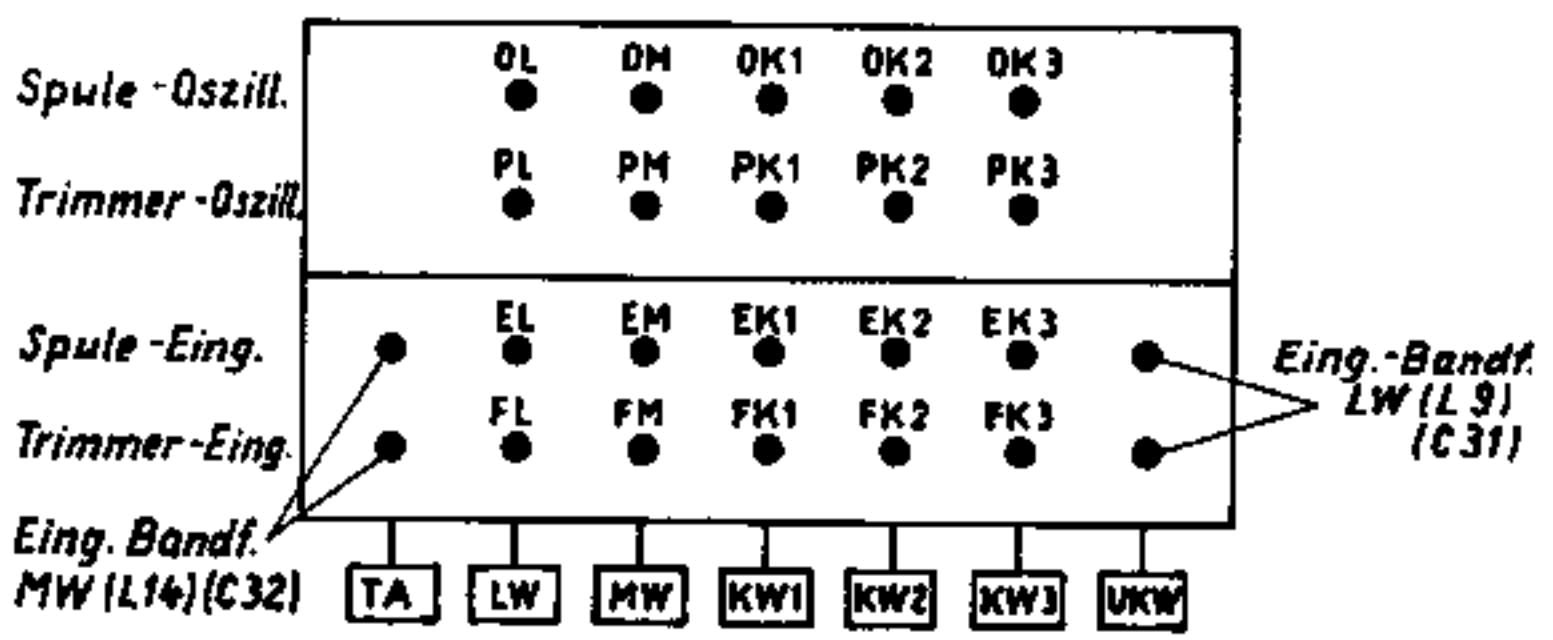 OL OM OK1 OK2 OK3
Spule-Oszill.
PL PM PK1 PK2 PK3
Trimmer-Oszill.
EL EM EK1 EK2 EK3
Spule-Eing.
Eing.-Bandf.
LW (L9)
(C31)
FL FM FK1 FK2 FK3
Trimmer-Eing.
Eing. Bandf.
MW (L14) (C32)
TA LW MW KW1 KW2 KW3 UKW